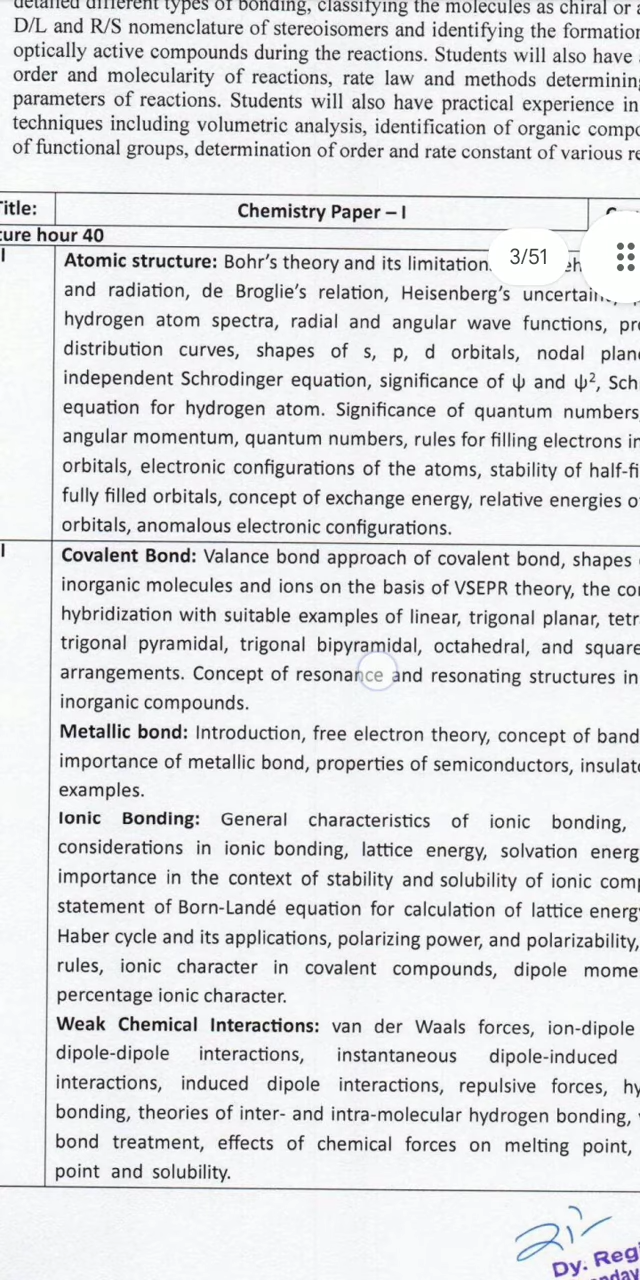 detailed different types of bonding, classifying the molecules as chiral or
D/L and R/S nomenclature of stereoisomers and identifying the formation
optically active compounds during the reactions. Students will also have
order and molecularity of reactions, rate law and methods determining
parameters of reactions. Students will also have practical experience in
techniques including volumetric analysis, identification of organic compo
of functional groups, determination of order and rate constant of various re
Title: Chemistry Paper – I
ture hour 40
3/51
I Atomic structure: Bohr's theory and its limitation
and radiation, de Broglie's relation, Heisenberg's uncertain
hydrogen atom spectra, radial and angular wave functions, pr
distribution curves, shapes of s, p, d orbitals, nodal plan
independent Schrodinger equation, significance of ψ and ψ², Sch
equation for hydrogen atom. Significance of quantum numbers,
angular momentum, quantum numbers, rules for filling electrons in
orbitals, electronic configurations of the atoms, stability of half-fi
fully filled orbitals, concept of exchange energy, relative energies o
orbitals, anomalous electronic configurations.
I Covalent Bond: Valance bond approach of covalent bond, shapes
inorganic molecules and ions on the basis of VSEPR theory, the co
hybridization with suitable examples of linear, trigonal planar, tetr
trigonal pyramidal, trigonal bipyramidal, octahedral, and square
arrangements. Concept of resonance and resonating structures in
inorganic compounds.
Metallic bond: Introduction, free electron theory, concept of band
importance of metallic bond, properties of semiconductors, insulat
examples.
Ionic Bonding: General characteristics of ionic bonding,
considerations in ionic bonding, lattice energy, solvation energ
importance in the context of stability and solubility of ionic comp
statement of Born-Landé equation for calculation of lattice energy
Haber cycle and its applications, polarizing power, and polarizability,
rules, ionic character in covalent compounds, dipole mome
percentage ionic character.
Weak Chemical Interactions: van der Waals forces, ion-dipole
dipole-dipole interactions, instantaneous dipole-induced
interactions, induced dipole interactions, repulsive forces, hy
bonding, theories of inter- and intra-molecular hydrogen bonding,
bond treatment, effects of chemical forces on melting point,
point and solubility.
Dy. Regi